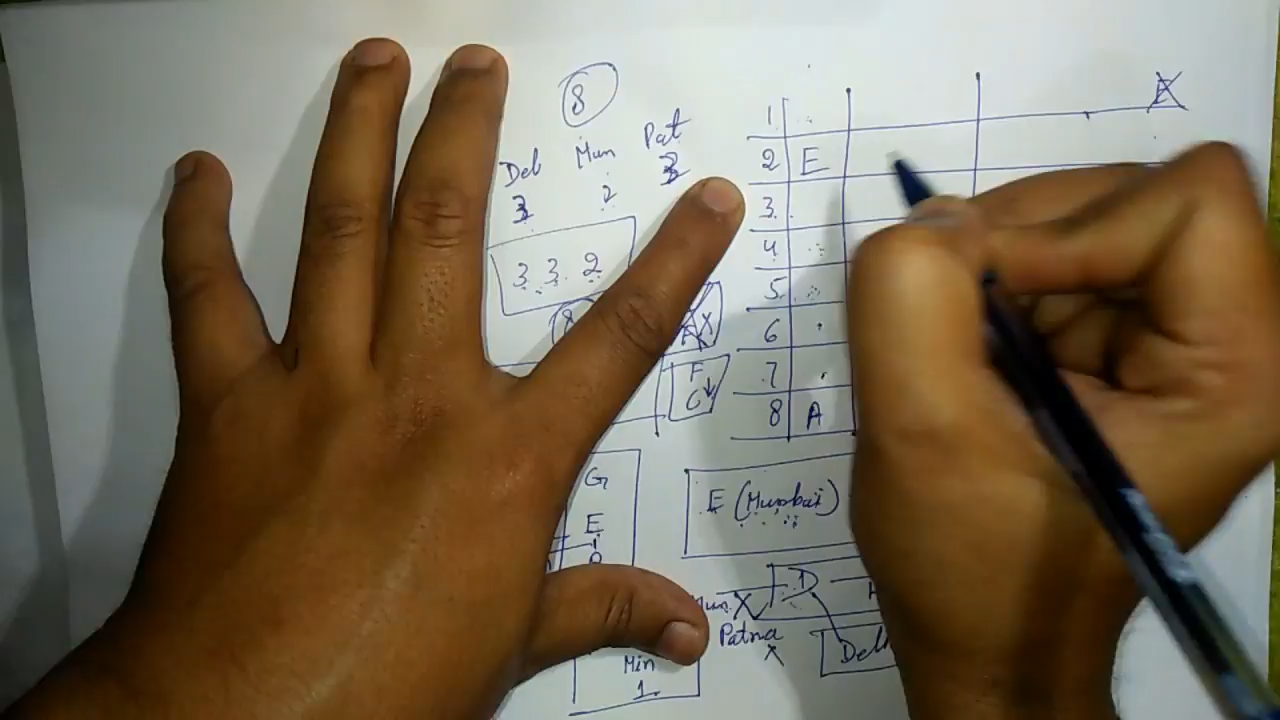 8
Del Mun Pat
3 2 3
3. 3. 2
8
F
G
1
2 E
3.
4
5
6
7
8 A
G
E
E (Mumbai)
D
Mun. X
Patna
X
Min
1.